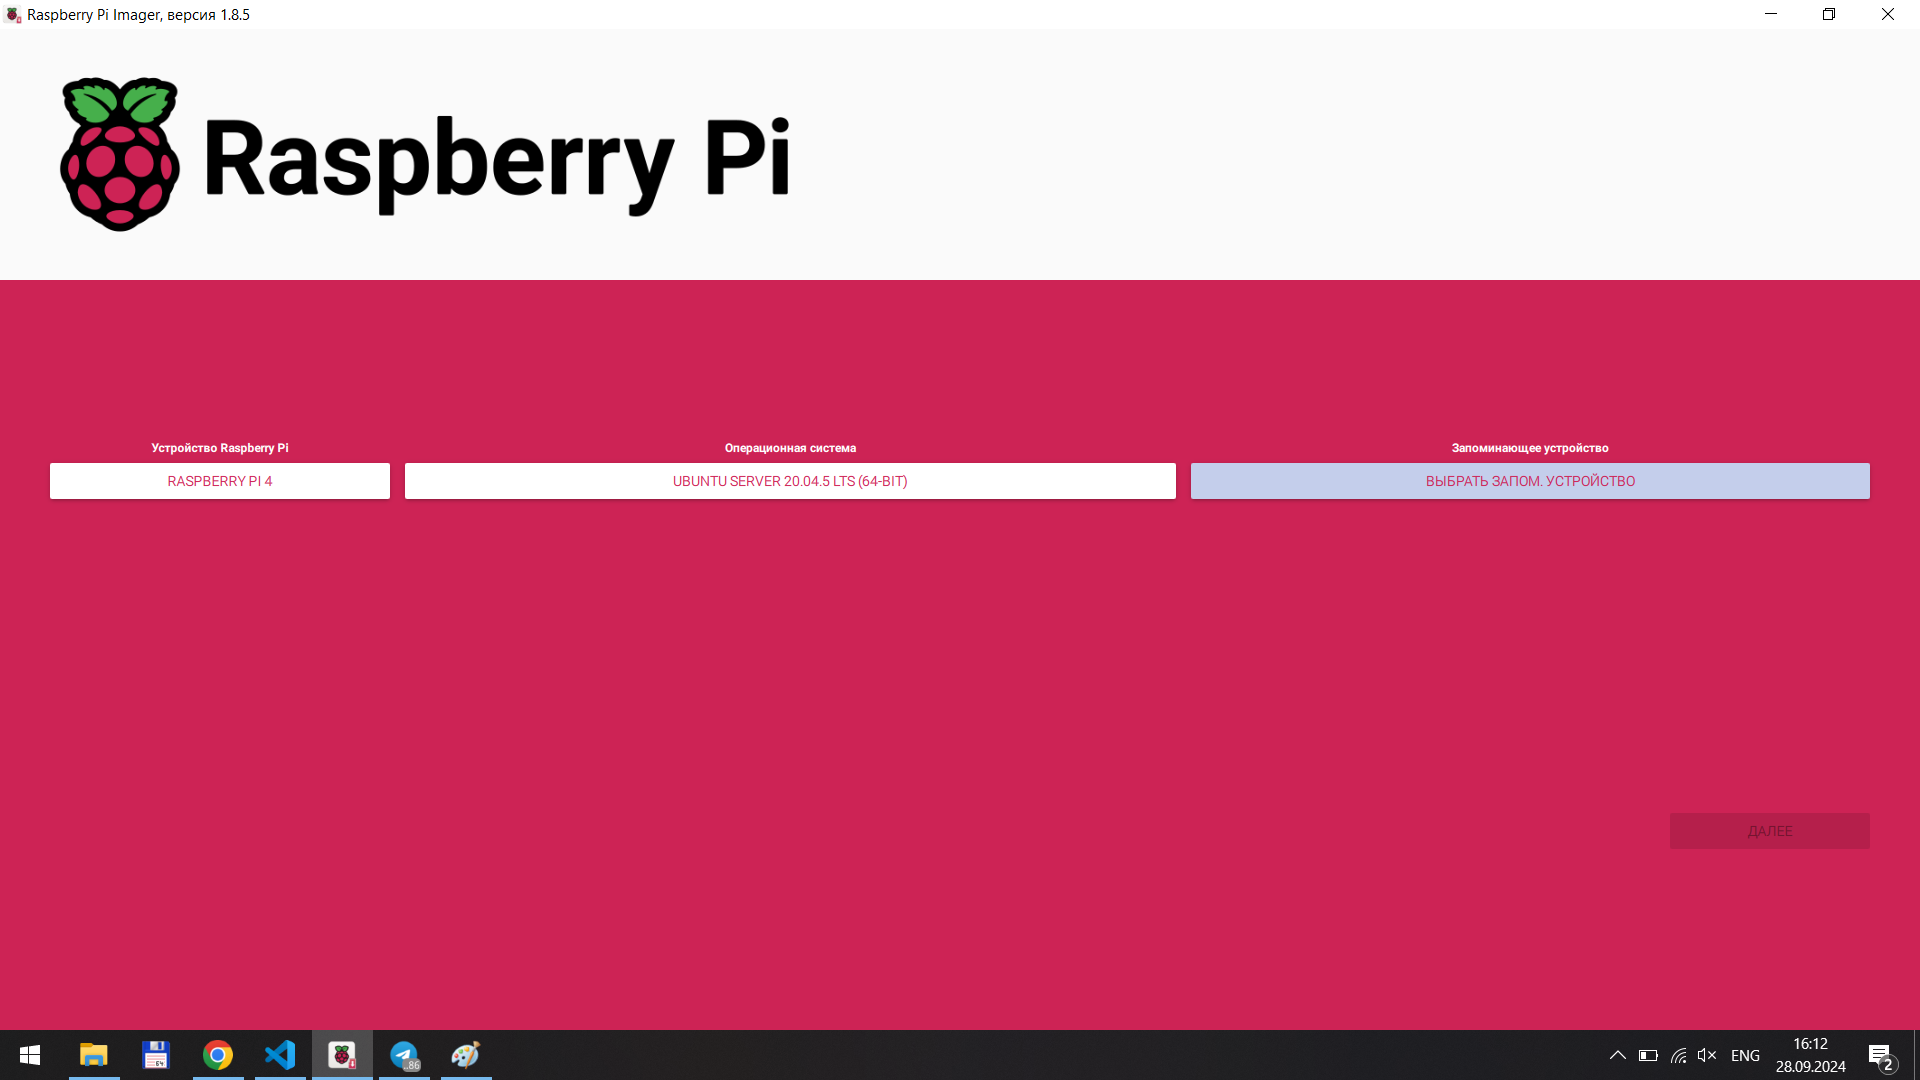 Raspberry Pi Imager, версия 1.8.5
Raspberry Pi
Устройство Raspberry Pi
Операционная система
Запоминающее устройство
RASPBERRY PI 4
UBUNTU SERVER 20.04.5 LTS (64-BIT)
ВЫБРАТЬ ЗАПОМ. УСТРОЙСТВО
ДАЛЕЕ
64
..86
ENG
16:12
28.09.2024
2